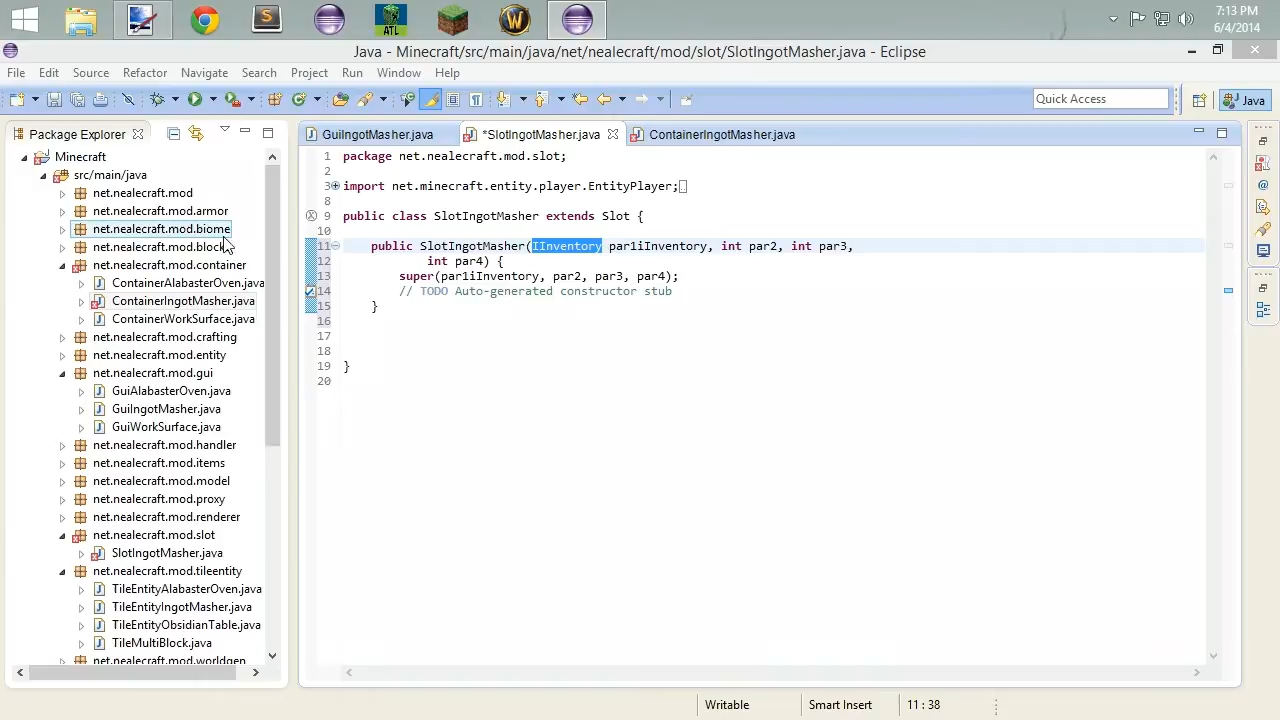 ATL
7:13 PM
6/4/2014
Java - Minecraft/src/main/java/net/nealecraft/mod/slot/SlotIngotMasher.java - Eclipse
File Edit Source Refactor Navigate Search Project Run Window Help
Quick Access
Java
Package Explorer
GuiIngotMasher.java
*SlotIngotMasher.java
ContainerIngotMasher.java
Minecraft
src/main/java
net.nealecraft.mod
net.nealecraft.mod.armor
net.nealecraft.mod.biome
net.nealecraft.mod.block
net.nealecraft.mod.container
ContainerAlabasterOven.java
ContainerIngotMasher.java
ContainerWorkSurface.java
net.nealecraft.mod.crafting
net.nealecraft.mod.entity
net.nealecraft.mod.gui
GuiAlabasterOven.java
GuiIngotMasher.java
GuiWorkSurface.java
net.nealecraft.mod.handler
net.nealecraft.mod.items
net.nealecraft.mod.model
net.nealecraft.mod.proxy
net.nealecraft.mod.renderer
net.nealecraft.mod.slot
SlotIngotMasher.java
net.nealecraft.mod.tileentity
TileEntityAlabasterOven.java
TileEntityIngotMasher.java
TileEntityObsidianTable.java
TileMultiBlock.java
net.nealecraft.mod.worldgen
1 package net.nealecraft.mod.slot;
2
3 import net.minecraft.entity.player.EntityPlayer;
8
9 public class SlotIngotMasher extends Slot {
10
11 public SlotIngotMasher(IInventory par1iInventory, int par2, int par3,
12 int par4) {
13 super(par1iInventory, par2, par3, par4);
14 // TODO Auto-generated constructor stub
15 }
16
17
18
19 }
20
Writable
Smart Insert
11 : 38